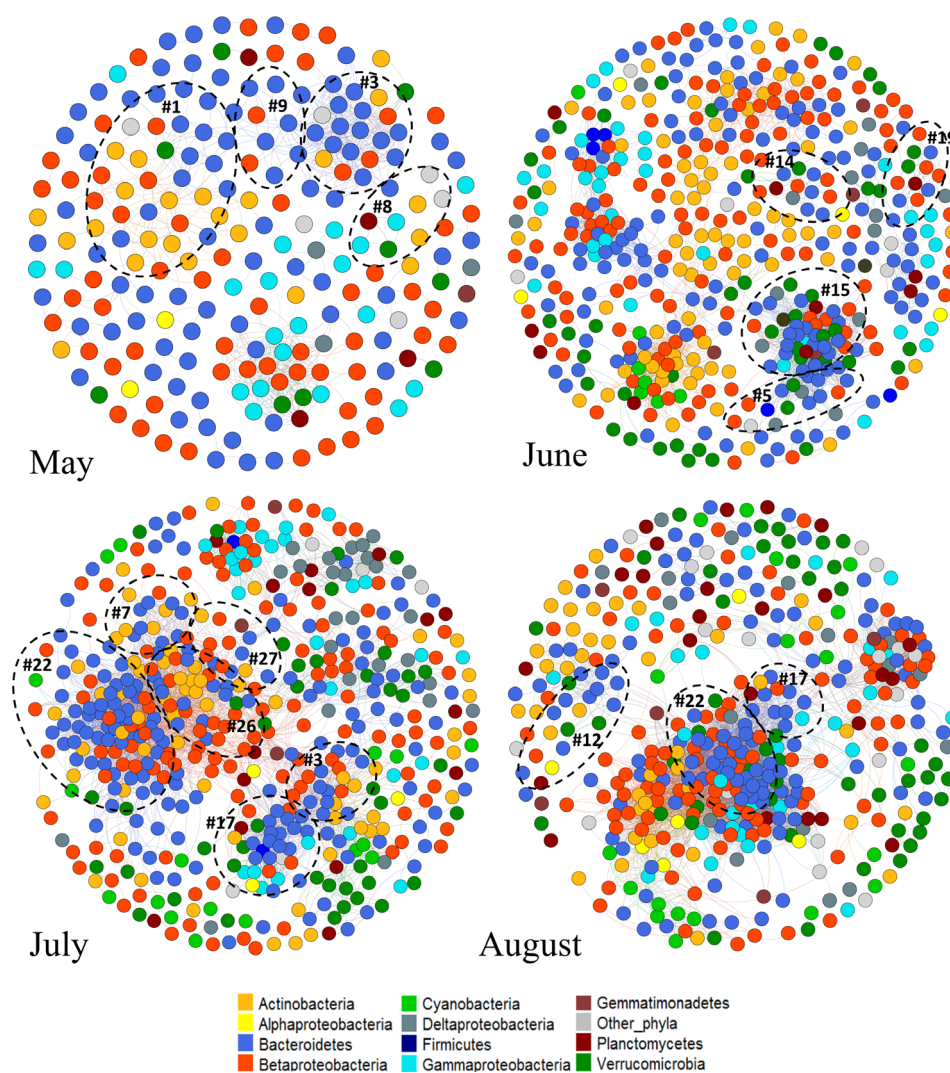 #1
#9
#3
#8
May
#14
#19
#15
#5
June
#7
#22
#27
#26
#3
#17
July
#17
#22
#12
August
Actinobacteria
Alphaproteobacteria
Bacteroidetes
Betaproteobacteria
Cyanobacteria
Deltaproteobacteria
Firmicutes
Gammaproteobacteria
Gemmatimonadetes
Other_phyla
Planctomycetes
Verrucomicrobia